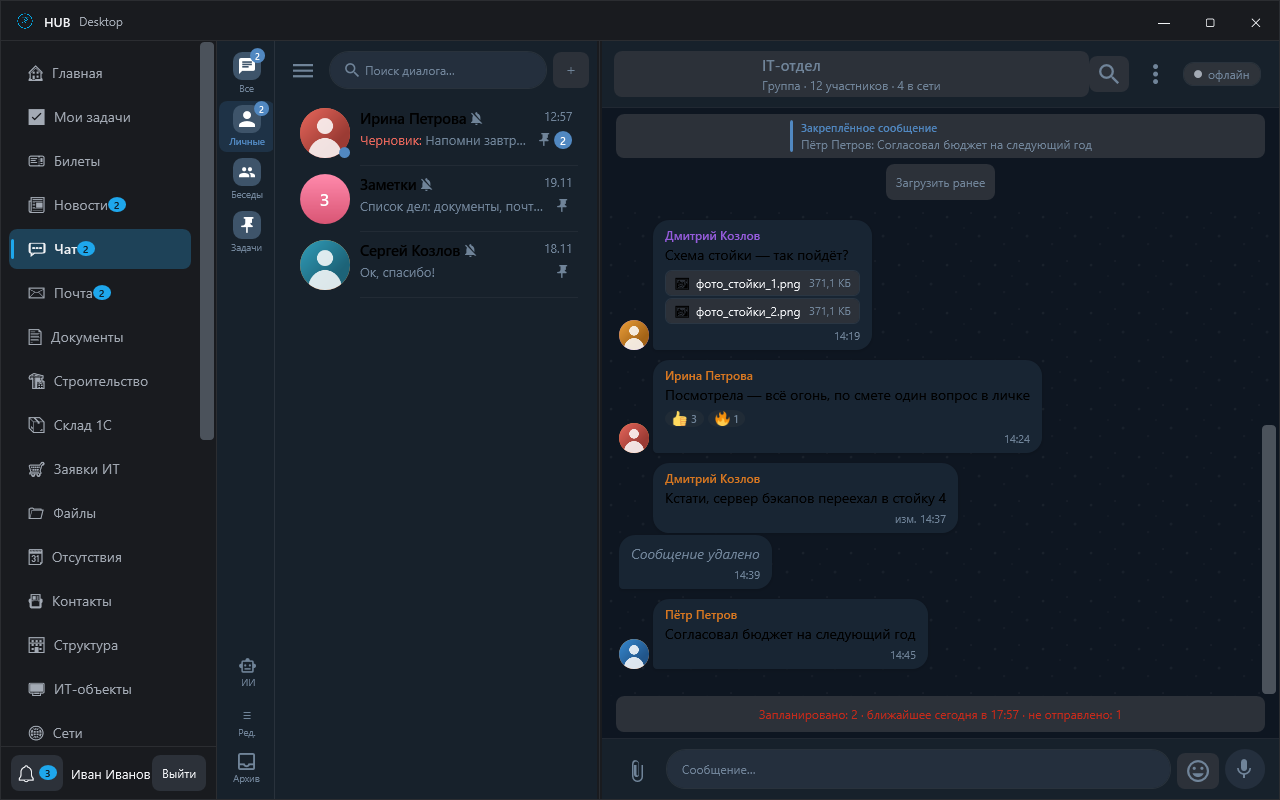 HUB Desktop
Главная
Мои задачи
Билеты
Новости 2
Чат 2
Почта 2
Документы
Строительство
Склад 1С
Заявки ИТ
Файлы
31 Отсутствия
Контакты
Структура
ИТ-объекты
Сети
3 Иван Иванов Выйти
2
Все
2
Личные
Беседы
Задачи
ИИ
Ред.
Архив
Поиск диалога...
+
Ирина Петрова 12:57
Черновик: Напомни завтр... 2
З
Заметки 19.11
Список дел: документы, почт...
Сергей Козлов 18.11
Ок, спасибо!
IT-отдел
Группа · 12 участников · 4 в сети
офлайн
Закреплённое сообщение
Пётр Петров: Согласовал бюджет на следующий год
Загрузить ранее
Дмитрий Козлов
Схема стойки — так пойдёт?
фото_стойки_1.png 371,1 КБ
фото_стойки_2.png 371,1 КБ
14:19
Ирина Петрова
Посмотрела — всё огонь, по смете один вопрос в личке
👍 3 🔥 1
14:24
Дмитрий Козлов
Кстати, сервер бэкапов переехал в стойку 4
изм. 14:37
Сообщение удалено
14:39
Пётр Петров
Согласовал бюджет на следующий год
14:45
Запланировано: 2 · ближайшее сегодня в 17:57 · не отправлено: 1
Сообщение...